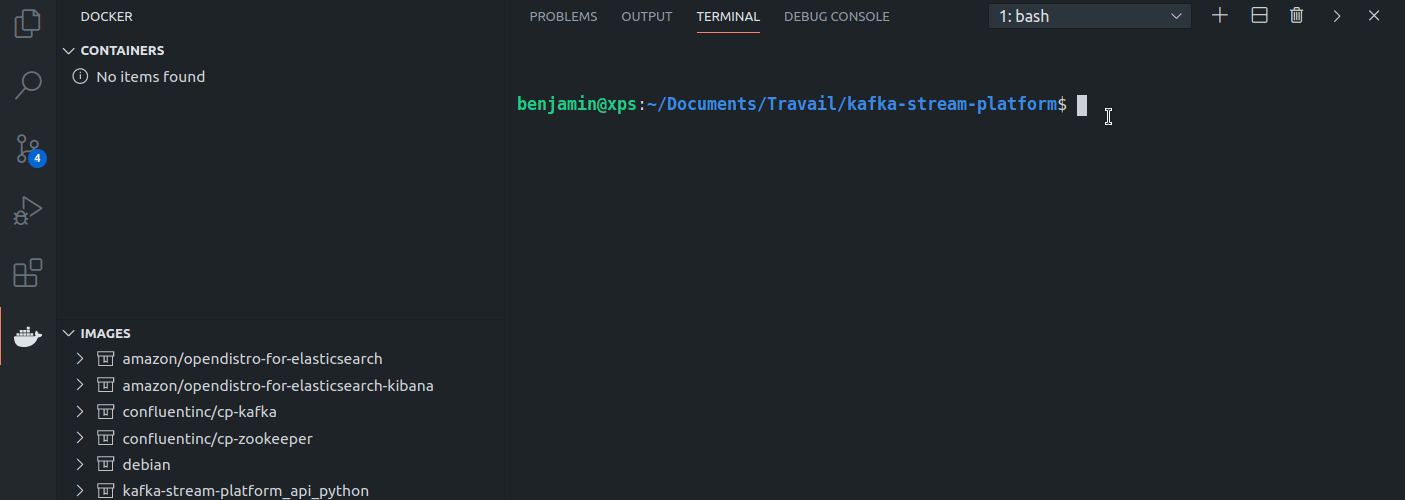 DOCKER
CONTAINERS
No items found
4
IMAGES
amazon/opendistro-for-elasticsearch
amazon/opendistro-for-elasticsearch-kibana
confluentinc/cp-kafka
confluentinc/cp-zookeeper
debian
kafka-stream-platform_api_python
PROBLEMS OUTPUT TERMINAL DEBUG CONSOLE 1: bash
benjamin@xps:~/Documents/Travail/kafka-stream-platform$